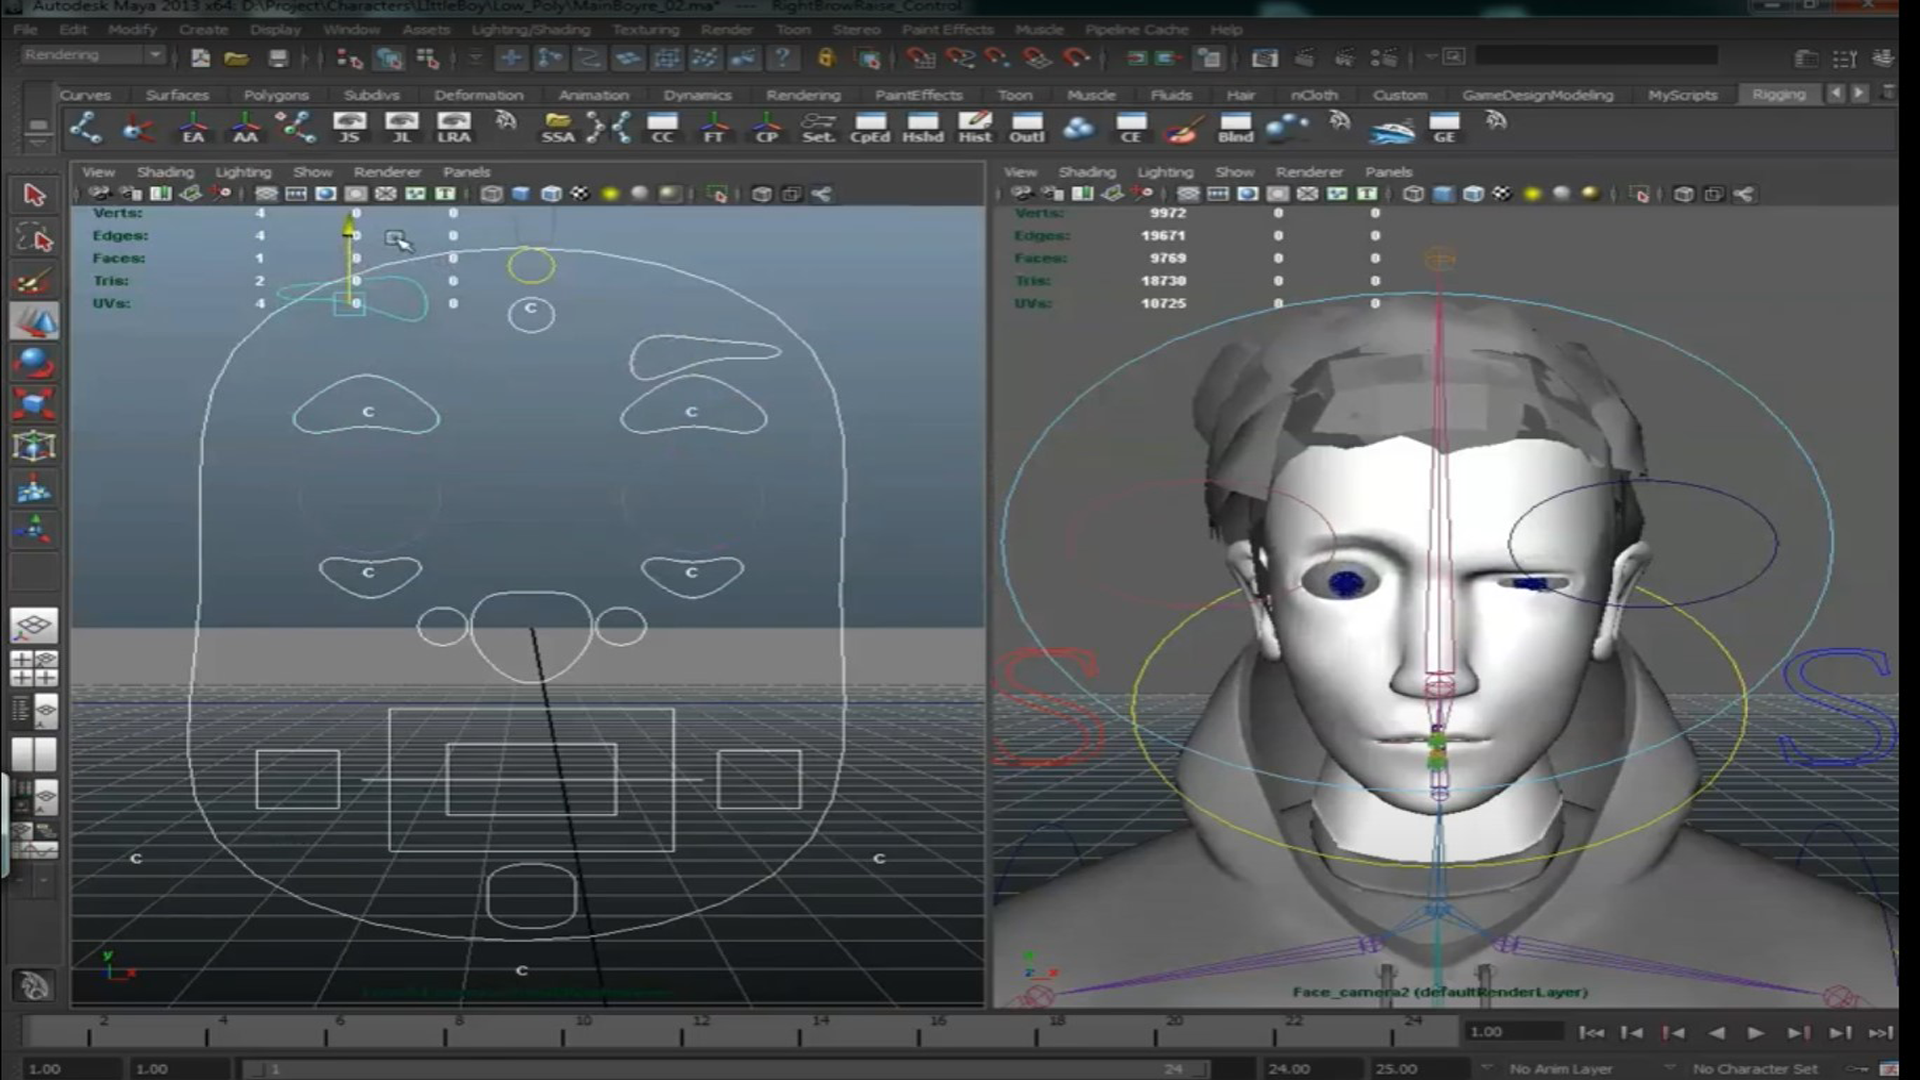 Autodesk Maya 2013 x64: D:\Project\Characters\LIttleBoy\Low_Poly\MainBoyre_02.ma* --- RightBrowRaise_Control
File Edit Modify Create Display Window Assets Lighting/Shading Texturing Render Toon Stereo Paint Effects Muscle Pipeline Cache Help
Rendering
Curves Surfaces Polygons Subdivs Deformation Animation Dynamics Rendering PaintEffects Toon Muscle Fluids Hair nCloth Custom GameDesignModeling MyScripts Rigging
EA AA JS JL LRA SSA CC FT CP Set. CpEd Hshd Hist Outl CE Blnd GE
View Shading Lighting Show Renderer Panels
View Shading Lighting Show Renderer Panels
Verts: 4 0 0
Edges: 4 0 0
Faces: 1 0 0
Tris: 2 0 0
UVs: 4 0 0
Verts: 9972 0 0
Edges: 19671 0 0
Faces: 9769 0 0
Tris: 18730 0 0
UVs: 10725 0 0
C
C C
C C
C C
C
S S
y x
z x
Face_camera2 (defaultRenderLayer)
2 4 6 8 10 12 14 16 18 20 22 24 1.00
1.00 1.00 1 24 24.00 25.00 No Anim Layer No Character Set